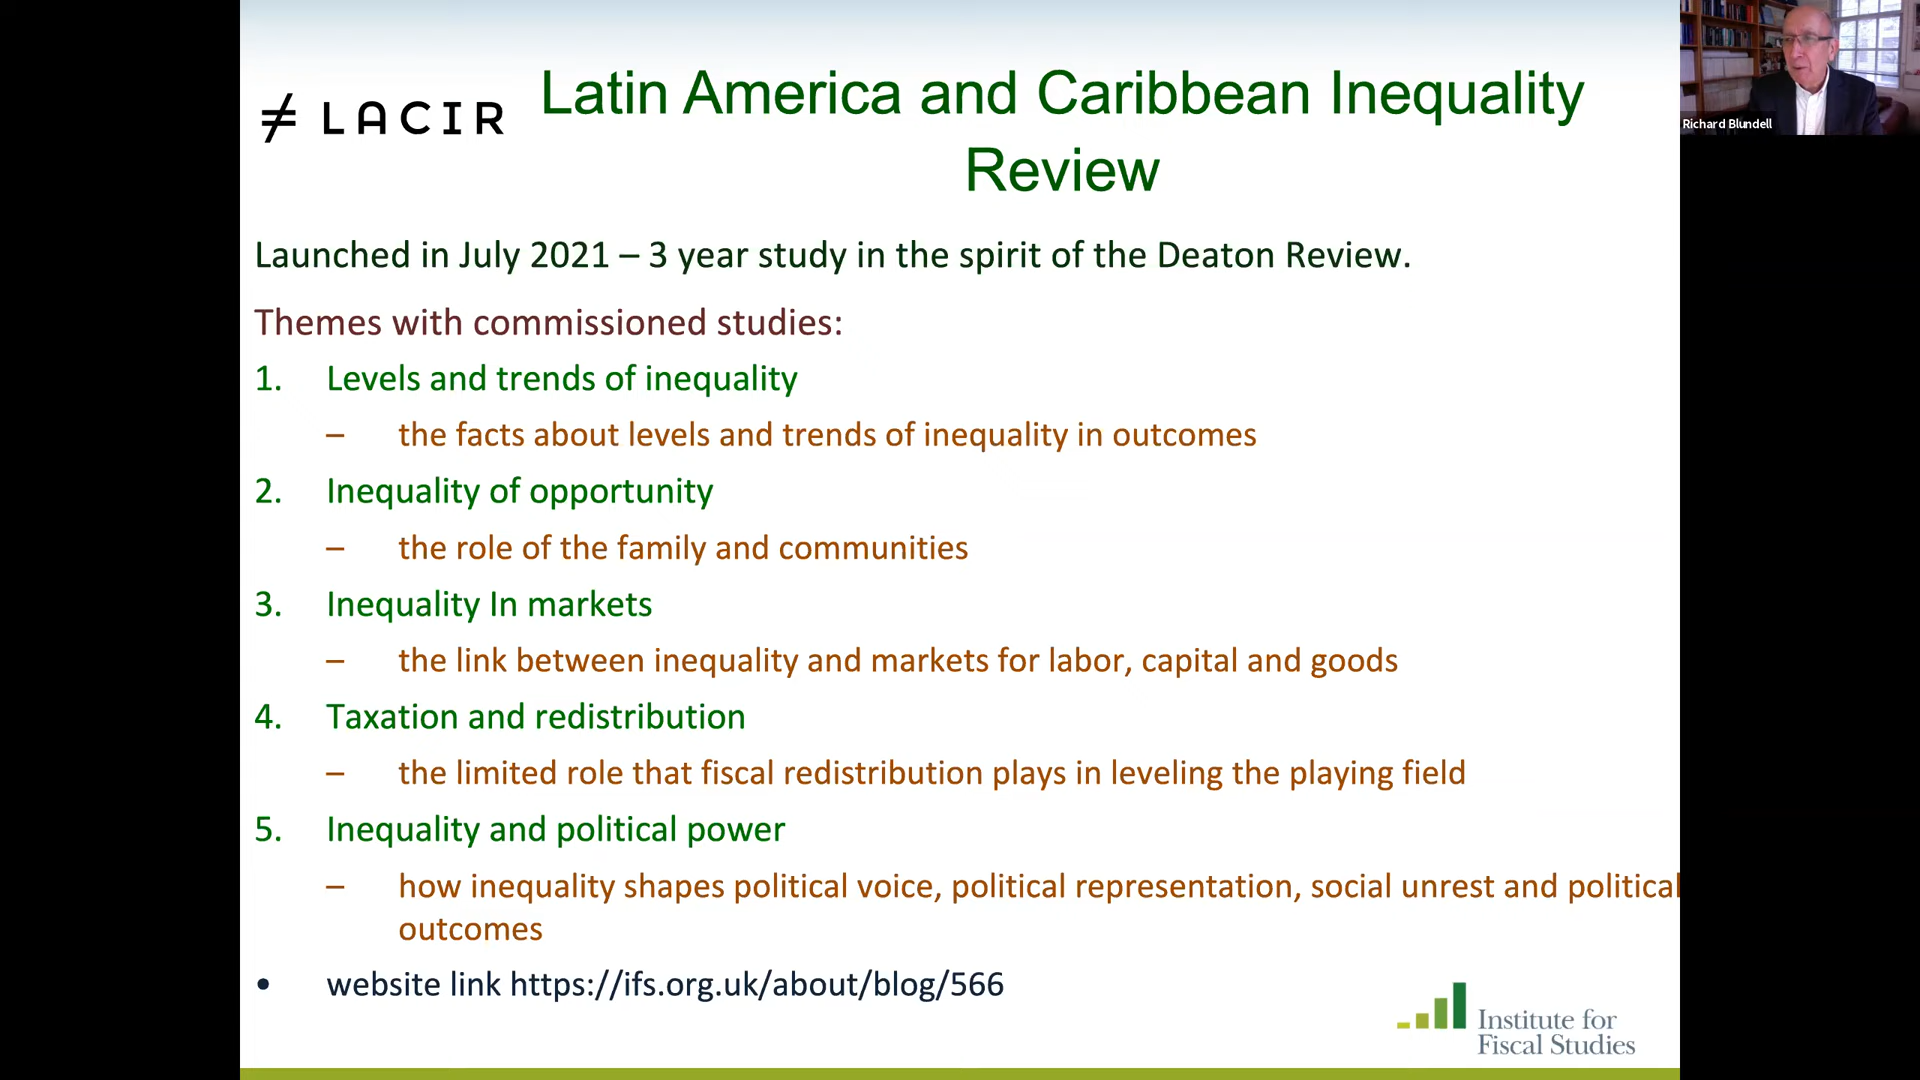 ≠ LACIR
Latin America and Caribbean Inequality
Review
Richard Blundell
Launched in July 2021 – 3 year study in the spirit of the Deaton Review.
Themes with commissioned studies:
1. Levels and trends of inequality
– the facts about levels and trends of inequality in outcomes
2. Inequality of opportunity
– the role of the family and communities
3. Inequality In markets
– the link between inequality and markets for labor, capital and goods
4. Taxation and redistribution
– the limited role that fiscal redistribution plays in leveling the playing field
5. Inequality and political power
– how inequality shapes political voice, political representation, social unrest and political
outcomes
• website link https://ifs.org.uk/about/blog/566
Institute for
Fiscal Studies